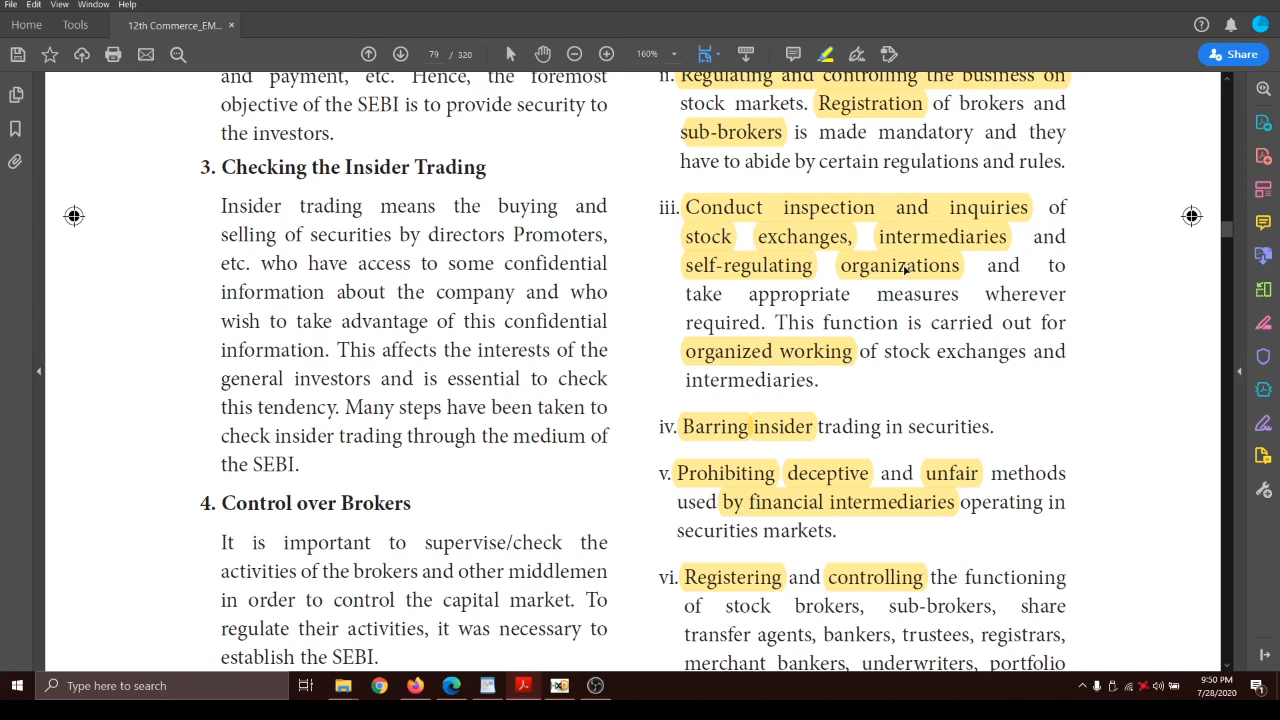 File Edit View Window Help
Home Tools 12th Commerce_EM... ×
79 / 320 160% Share
and payment, etc. Hence, the foremost
objective of the SEBI is to provide security to
the investors.
3. Checking the Insider Trading
Insider trading means the buying and
selling of securities by directors Promoters,
etc. who have access to some confidential
information about the company and who
wish to take advantage of this confidential
information. This affects the interests of the
general investors and is essential to check
this tendency. Many steps have been taken to
check insider trading through the medium of
the SEBI.
4. Control over Brokers
It is important to supervise/check the
activities of the brokers and other middlemen
in order to control the capital market. To
regulate their activities, it was necessary to
establish the SEBI.
ii. Regulating and controlling the business on
stock markets. Registration of brokers and
sub-brokers is made mandatory and they
have to abide by certain regulations and rules.
iii. Conduct inspection and inquiries of
stock exchanges, intermediaries and
self-regulating organizations and to
take appropriate measures wherever
required. This function is carried out for
organized working of stock exchanges and
intermediaries.
iv. Barring insider trading in securities.
v. Prohibiting deceptive and unfair methods
used by financial intermediaries operating in
securities markets.
vi. Registering and controlling the functioning
of stock brokers, sub-brokers, share
transfer agents, bankers, trustees, registrars,
merchant bankers, underwriters, portfolio
Type here to search
9:50 PM
7/28/2020